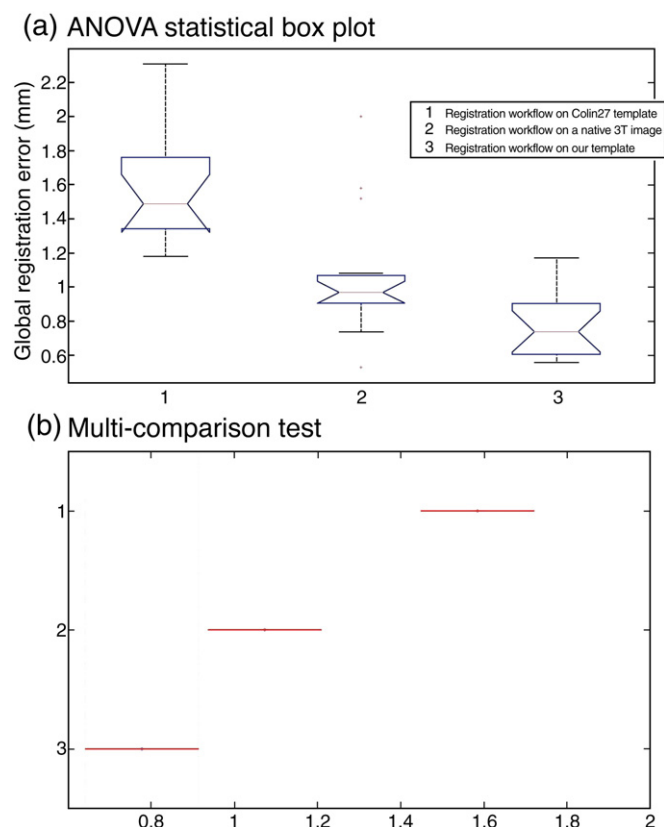 (a) ANOVA statistical box plot
Global registration error (mm)
2.2
2
1.8
1.6
1.4
1.2
1
0.8
0.6
1 Registration workflow on Colin27 template
2 Registration workflow on a native 3T image
3 Registration workflow on our template
1 2 3
(b) Multi-comparison test
1
2
3
0.8 1 1.2 1.4 1.6 1.8 2